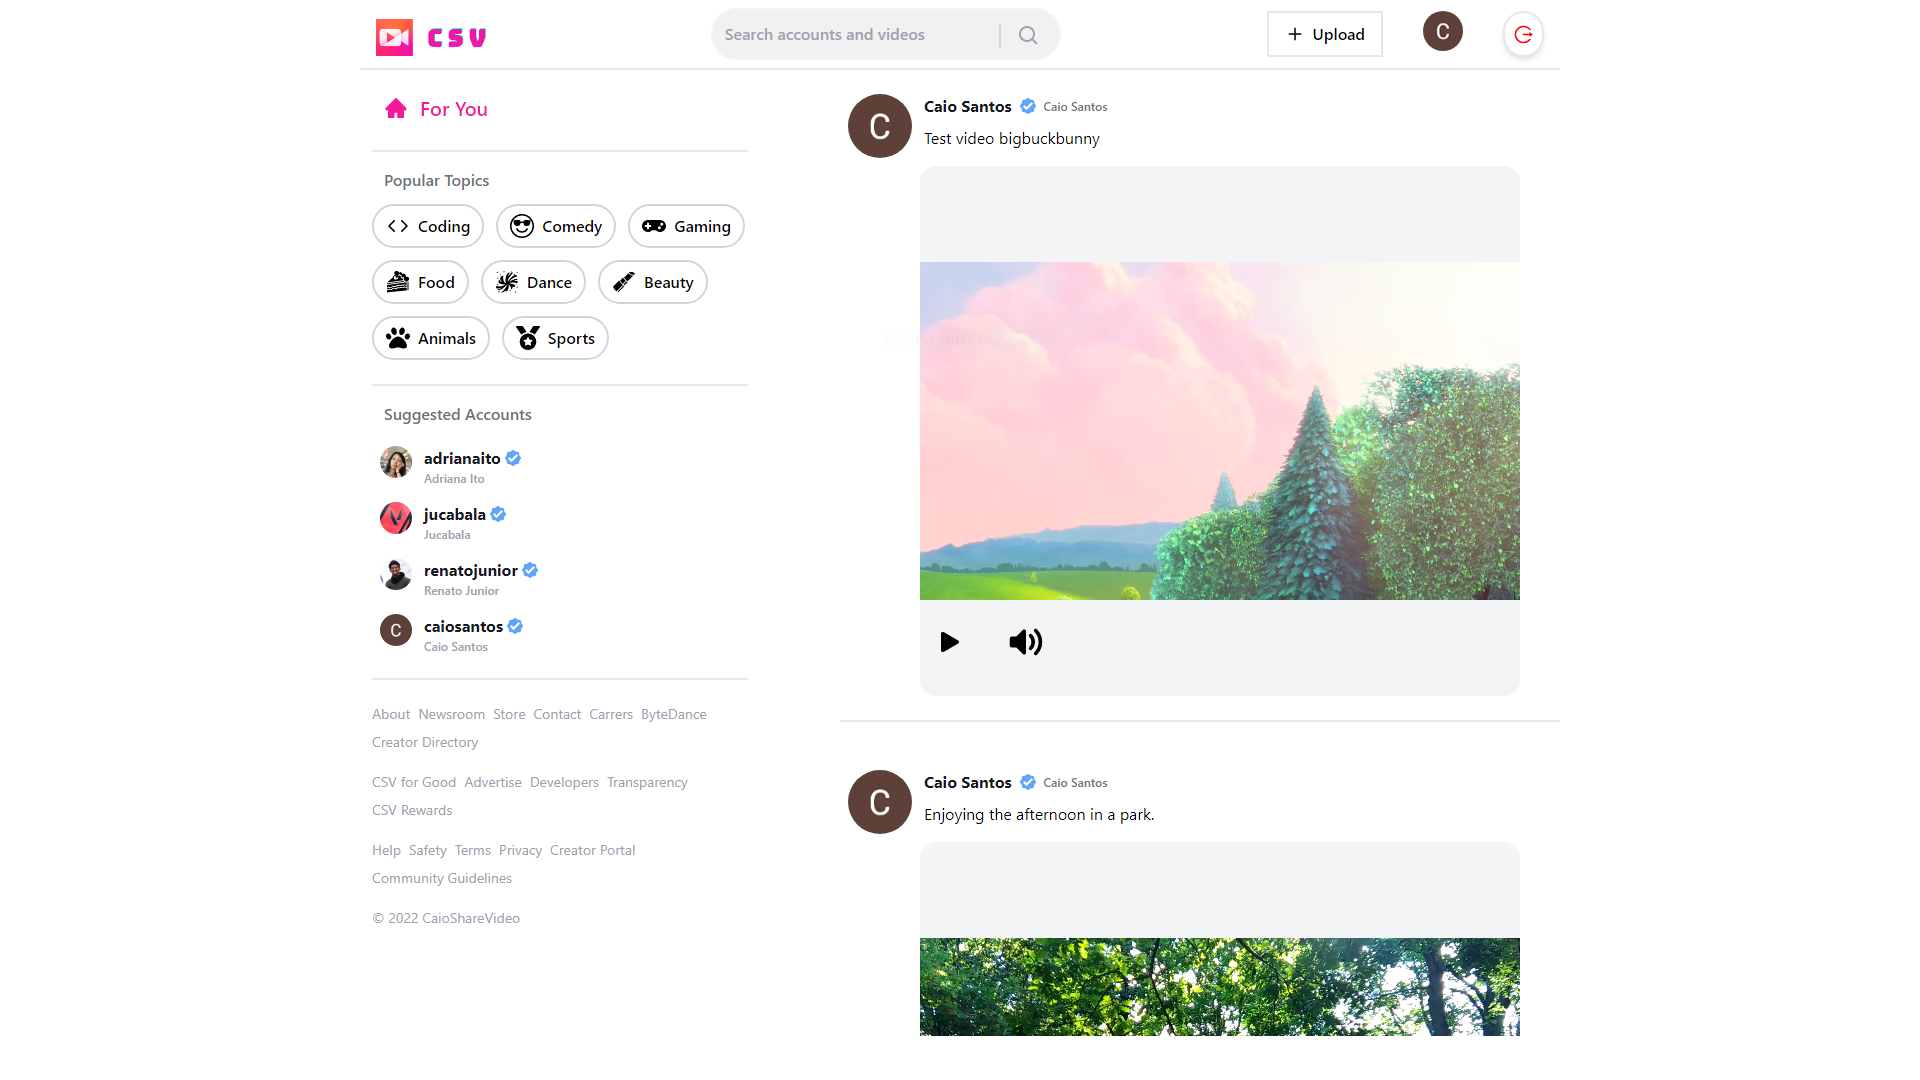 CSV
Search accounts and videos
Upload
C
For You
Popular Topics
Coding
Comedy
Gaming
Food
Dance
Beauty
Animals
Sports
Suggested Accounts
adrianaito
Adriana Ito
jucabala
Jucabala
renatojunior
Renato Junior
C
caiosantos
Caio Santos
About Newsroom Store Contact Carrers ByteDance
Creator Directory
CSV for Good Advertise Developers Transparency
CSV Rewards
Help Safety Terms Privacy Creator Portal
Community Guidelines
© 2022 CaioShareVideo
C
Caio Santos Caio Santos
Test video bigbuckbunny
C
Caio Santos Caio Santos
Enjoying the afternoon in a park.